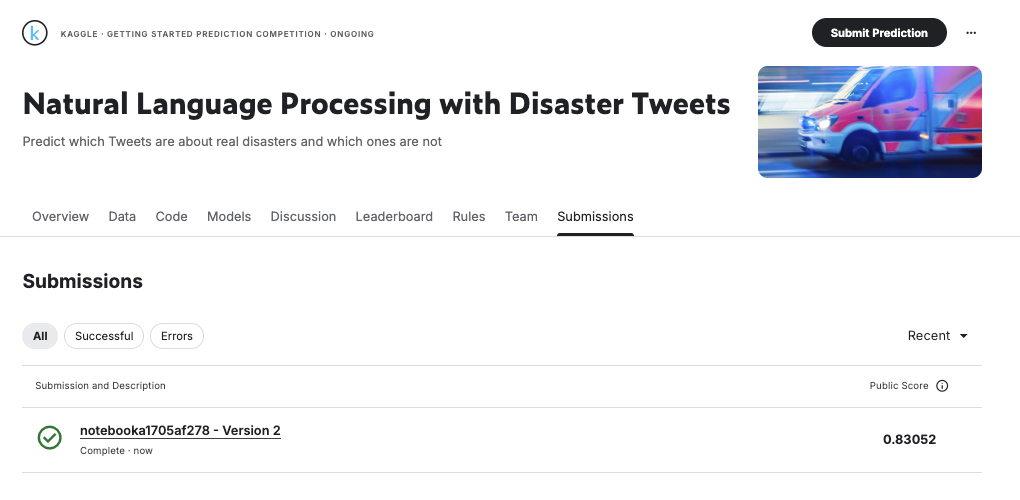 k KAGGLE · GETTING STARTED PREDICTION COMPETITION · ONGOING
Submit Prediction ...
Natural Language Processing with Disaster Tweets
Predict which Tweets are about real disasters and which ones are not
Overview Data Code Models Discussion Leaderboard Rules Team Submissions
Submissions
All Successful Errors Recent
Submission and Description Public Score
notebooka1705af278 - Version 2 0.83052
Complete · now